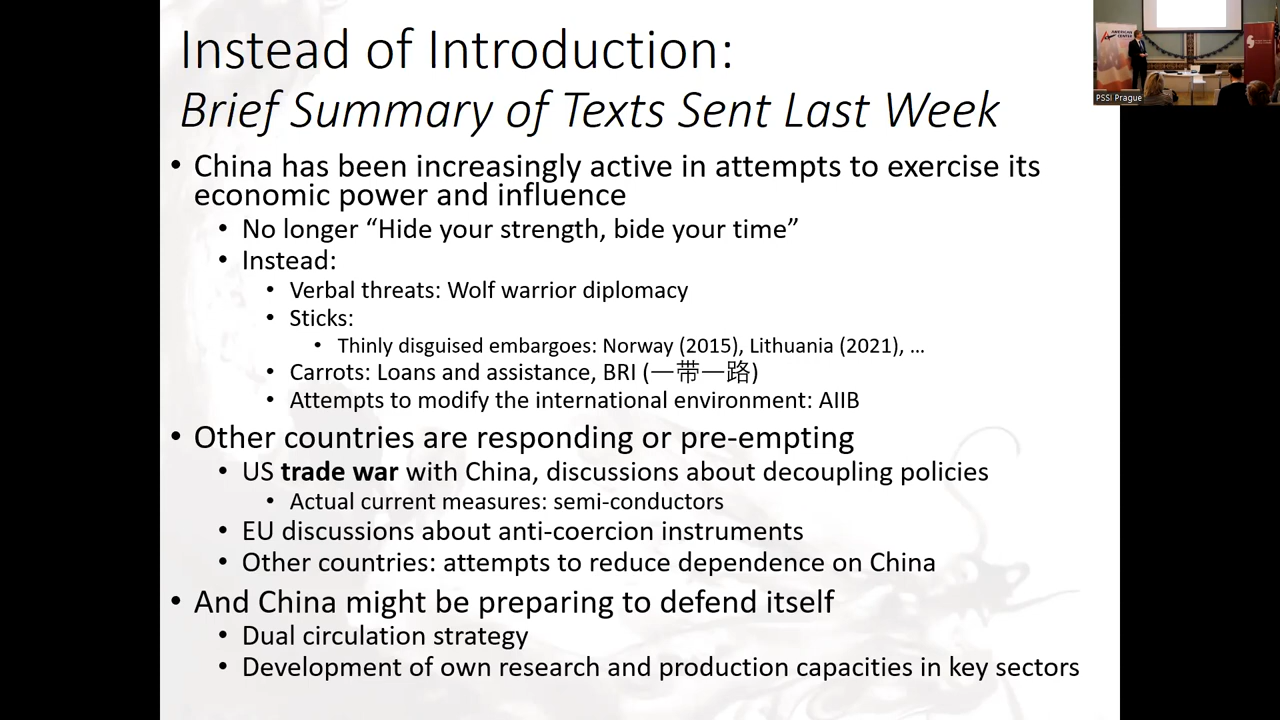 Instead of Introduction:
Brief Summary of Texts Sent Last Week
• China has been increasingly active in attempts to exercise its
economic power and influence
• No longer “Hide your strength, bide your time”
• Instead:
• Verbal threats: Wolf warrior diplomacy
• Sticks:
• Thinly disguised embargoes: Norway (2015), Lithuania (2021), …
• Carrots: Loans and assistance, BRI (一带一路)
• Attempts to modify the international environment: AIIB
• Other countries are responding or pre-empting
• US trade war with China, discussions about decoupling policies
• Actual current measures: semi-conductors
• EU discussions about anti-coercion instruments
• Other countries: attempts to reduce dependence on China
• And China might be preparing to defend itself
• Dual circulation strategy
• Development of own research and production capacities in key sectors
AMERICAN
CENTER
PSSI Prague